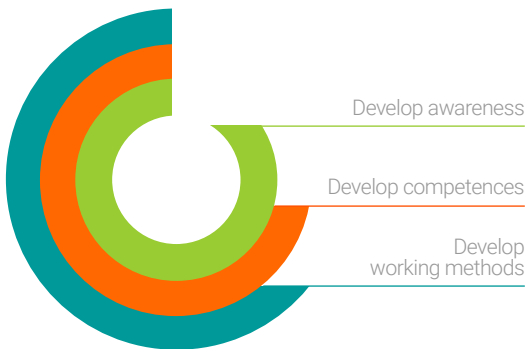 Develop awareness
Develop competences
Develop
working methods